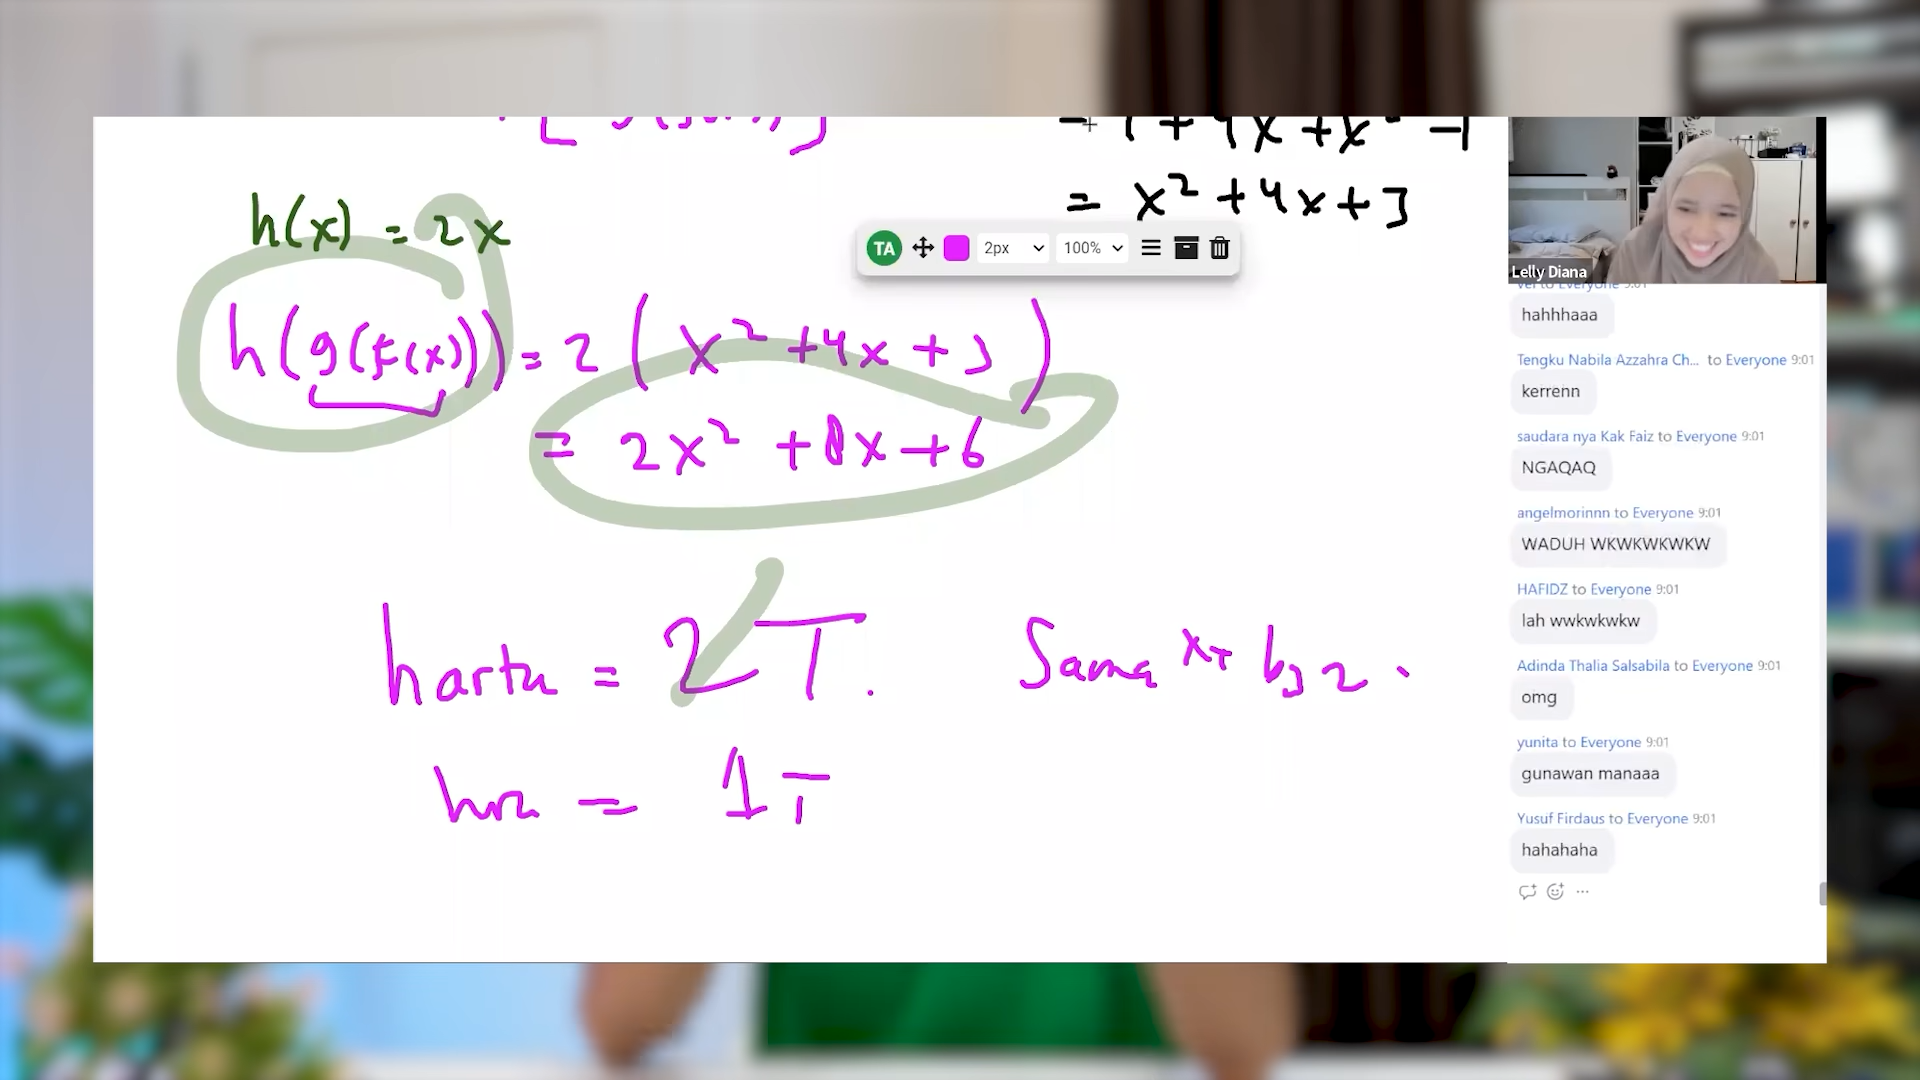 = x² + 4x + 3
h(x) = 2x
TA 2px 100%
h(g(f(x))) = 2(x² + 4x + 3)
= 2x² + 8x + 6
harta = 2T.
Sama
= 1T
Lelly Diana
hahhhaaa
Tengku Nabila Azzahra Ch... to Everyone 9:01
kerrenn
saudara nya Kak Faiz to Everyone 9:01
NGAQAQ
angelmorinnn to Everyone 9:01
WADUH WKWKWKWKW
HAFIDZ to Everyone 9:01
lah wwkwkwkw
Adinda Thalia Salsabila to Everyone 9:01
omg
yunita to Everyone 9:01
gunawan manaaa
Yusuf Firdaus to Everyone 9:01
hahahaha